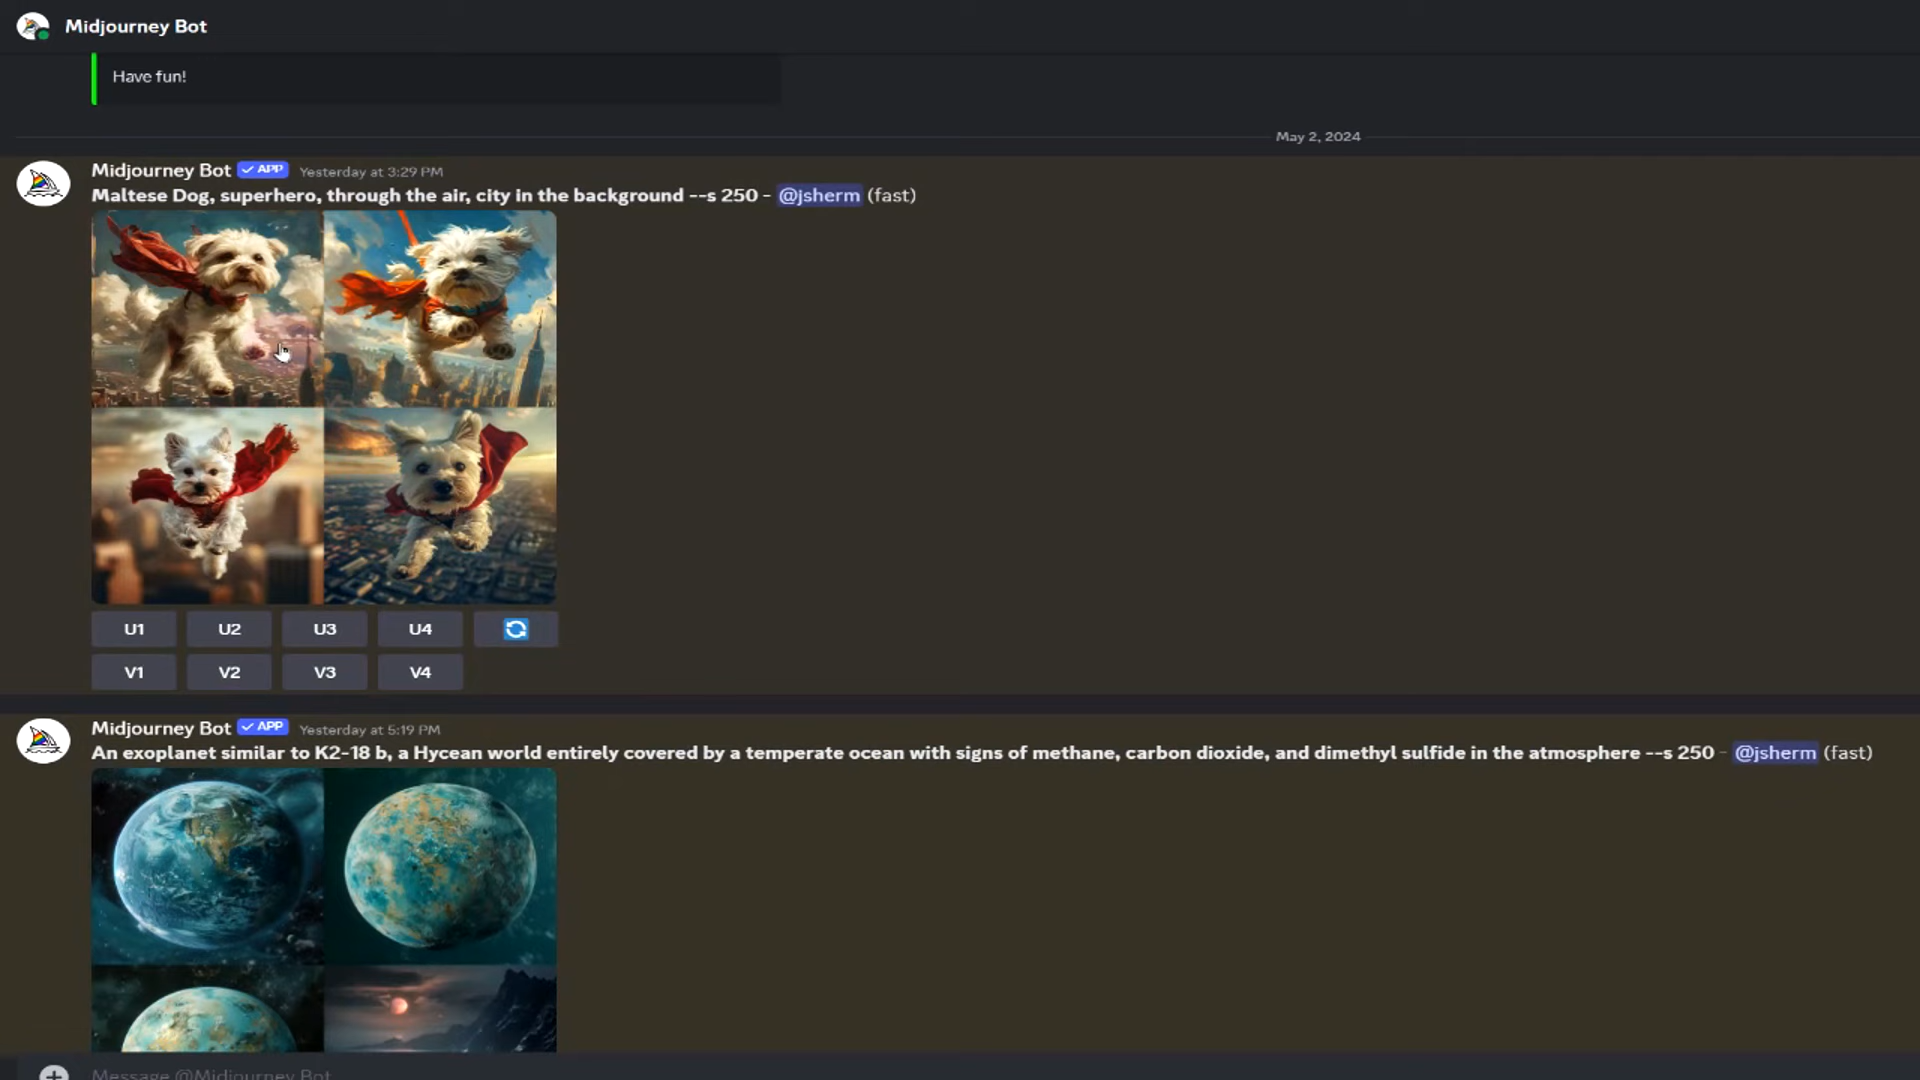 Midjourney Bot
Have fun!
May 2, 2024
Midjourney Bot APP Yesterday at 3:29 PM
Maltese Dog, superhero, through the air, city in the background --s 250 - @jsherm (fast)
U1 U2 U3 U4
V1 V2 V3 V4
Midjourney Bot APP Yesterday at 5:19 PM
An exoplanet similar to K2-18 b, a Hycean world entirely covered by a temperate ocean with signs of methane, carbon dioxide, and dimethyl sulfide in the atmosphere --s 250 - @jsherm (fast)
Message @Midjourney Bot